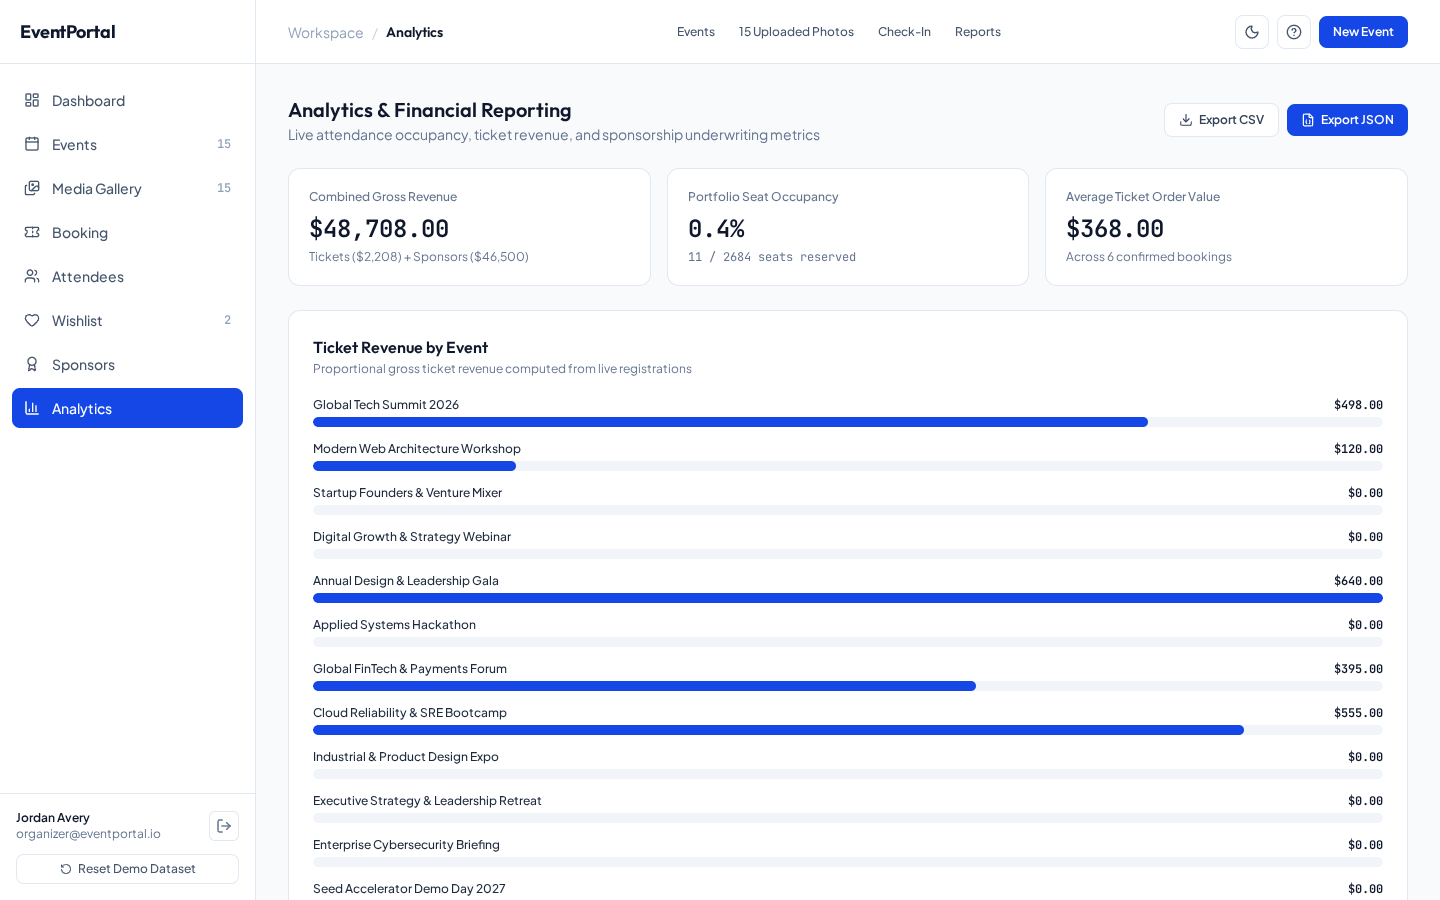 EventPortal
Workspace / Analytics
Events
15 Uploaded Photos
Check-In
Reports
New Event
Dashboard
Events 15
Media Gallery 15
Booking
Attendees
Wishlist 2
Sponsors
Analytics
Jordan Avery
organizer@eventportal.io
Reset Demo Dataset
Analytics & Financial Reporting
Live attendance occupancy, ticket revenue, and sponsorship underwriting metrics
Export CSV
Export JSON
Combined Gross Revenue
$48,708.00
Tickets ($2,208) + Sponsors ($46,500)
Portfolio Seat Occupancy
0.4%
11 / 2684 seats reserved
Average Ticket Order Value
$368.00
Across 6 confirmed bookings
Ticket Revenue by Event
Proportional gross ticket revenue computed from live registrations
Global Tech Summit 2026 $498.00
Modern Web Architecture Workshop $120.00
Startup Founders & Venture Mixer $0.00
Digital Growth & Strategy Webinar $0.00
Annual Design & Leadership Gala $640.00
Applied Systems Hackathon $0.00
Global FinTech & Payments Forum $395.00
Cloud Reliability & SRE Bootcamp $555.00
Industrial & Product Design Expo $0.00
Executive Strategy & Leadership Retreat $0.00
Enterprise Cybersecurity Briefing $0.00
Seed Accelerator Demo Day 2027 $0.00